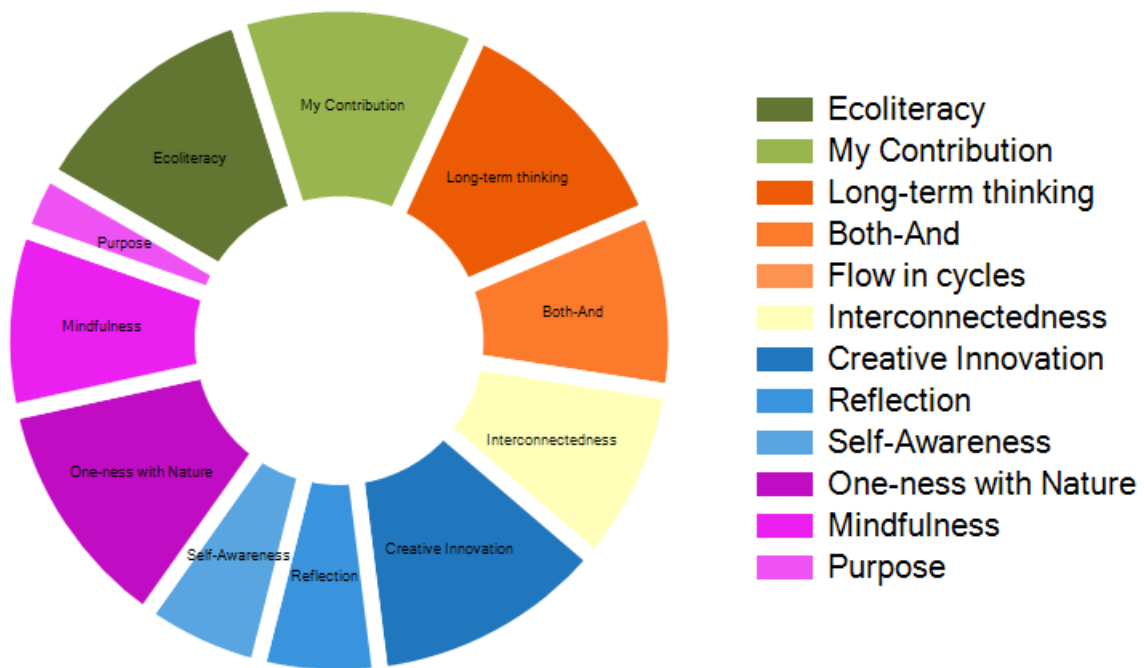 My Contribution
Ecoliteracy
Long-term thinking
Purpose
Both-And
Mindfulness
Interconnectedness
One-ness with Nature
Creative Innovation
Self-Awareness
Reflection
Ecoliteracy
My Contribution
Long-term thinking
Both-And
Flow in cycles
Interconnectedness
Creative Innovation
Reflection
Self-Awareness
One-ness with Nature
Mindfulness
Purpose